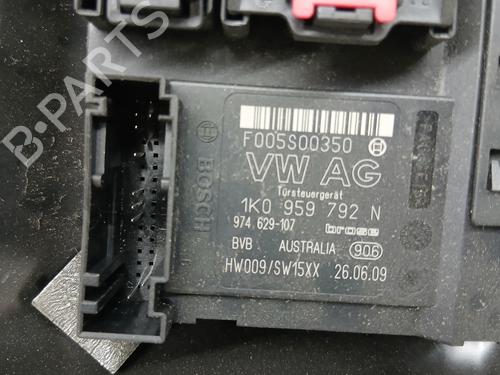 B-PARTS
F005S00350
VW AG
Türsteuergerät
1K0 959 792 N
974 629-107 brose
BVB AUSTRALIA 906
HW009/SW15XX 26.06.09
BOSCH